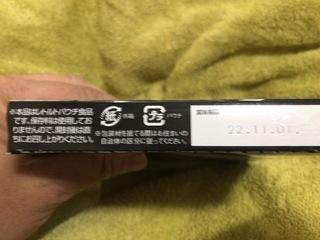 ※本品はレトルトパウチ食品
です。保存料は使用してお
りませんので、開封後は直
ちにお召し上がりください。
紙 外箱
プラ パウチ
※包装材を捨てる際はお住まいの
自治体の区分に従ってください。
賞味期限
22.11.01.